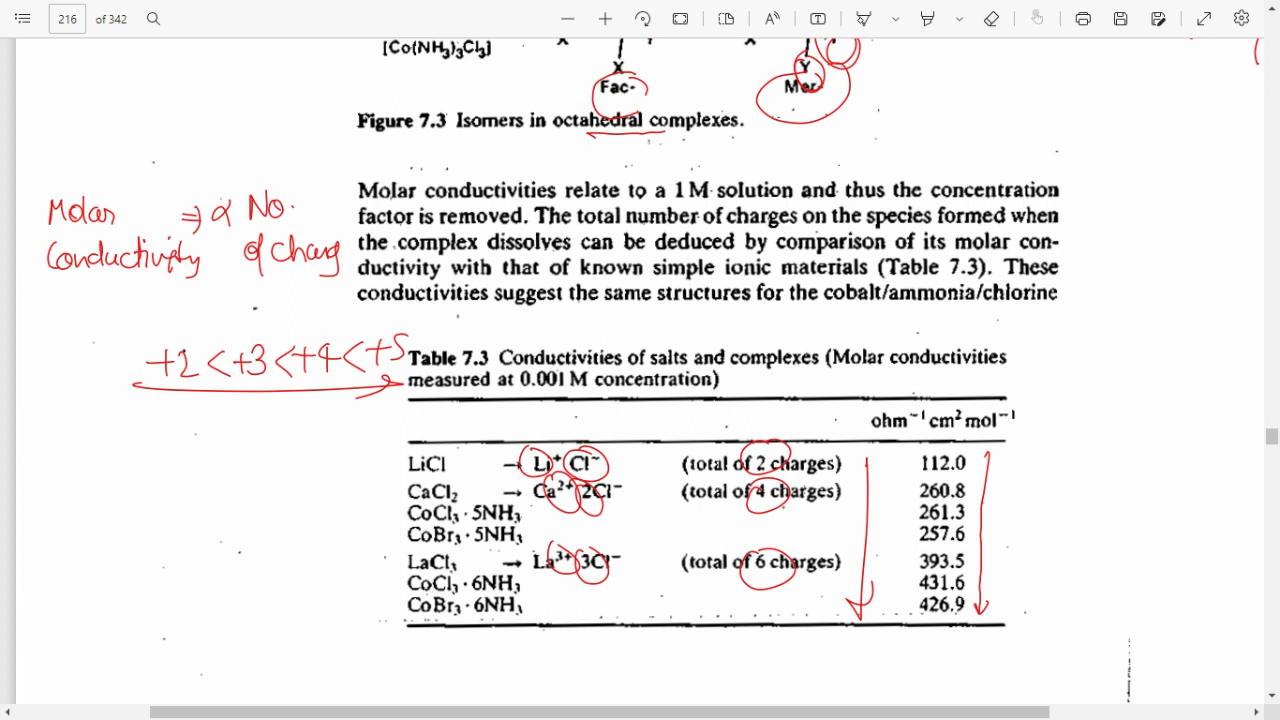 216 of 342
[Co(NH₃)₃Cl₃]
X Y X
X Y
Fac- Mer-
Figure 7.3 Isomers in octahedral complexes.
Molar conductivities relate to a 1 M solution and thus the concentration
factor is removed. The total number of charges on the species formed when
the complex dissolves can be deduced by comparison of its molar con-
ductivity with that of known simple ionic materials (Table 7.3). These
conductivities suggest the same structures for the cobalt/ammonia/chlorine
Molar ⇒ α No.
Conductivity of Charg
+2 < +3 < +4 < +5
Table 7.3 Conductivities of salts and complexes (Molar conductivities
measured at 0.001 M concentration)
ohm⁻¹ cm² mol⁻¹
LiCl → Li⁺ Cl⁻ (total of 2 charges) 112.0
CaCl₂ → Ca²⁺ 2Cl⁻ (total of 4 charges) 260.8
CoCl₃ · 5NH₃ 261.3
CoBr₃ · 5NH₃ 257.6
LaCl₃ → La³⁺ 3Cl⁻ (total of 6 charges) 393.5
CoCl₃ · 6NH₃ 431.6
CoBr₃ · 6NH₃ 426.9